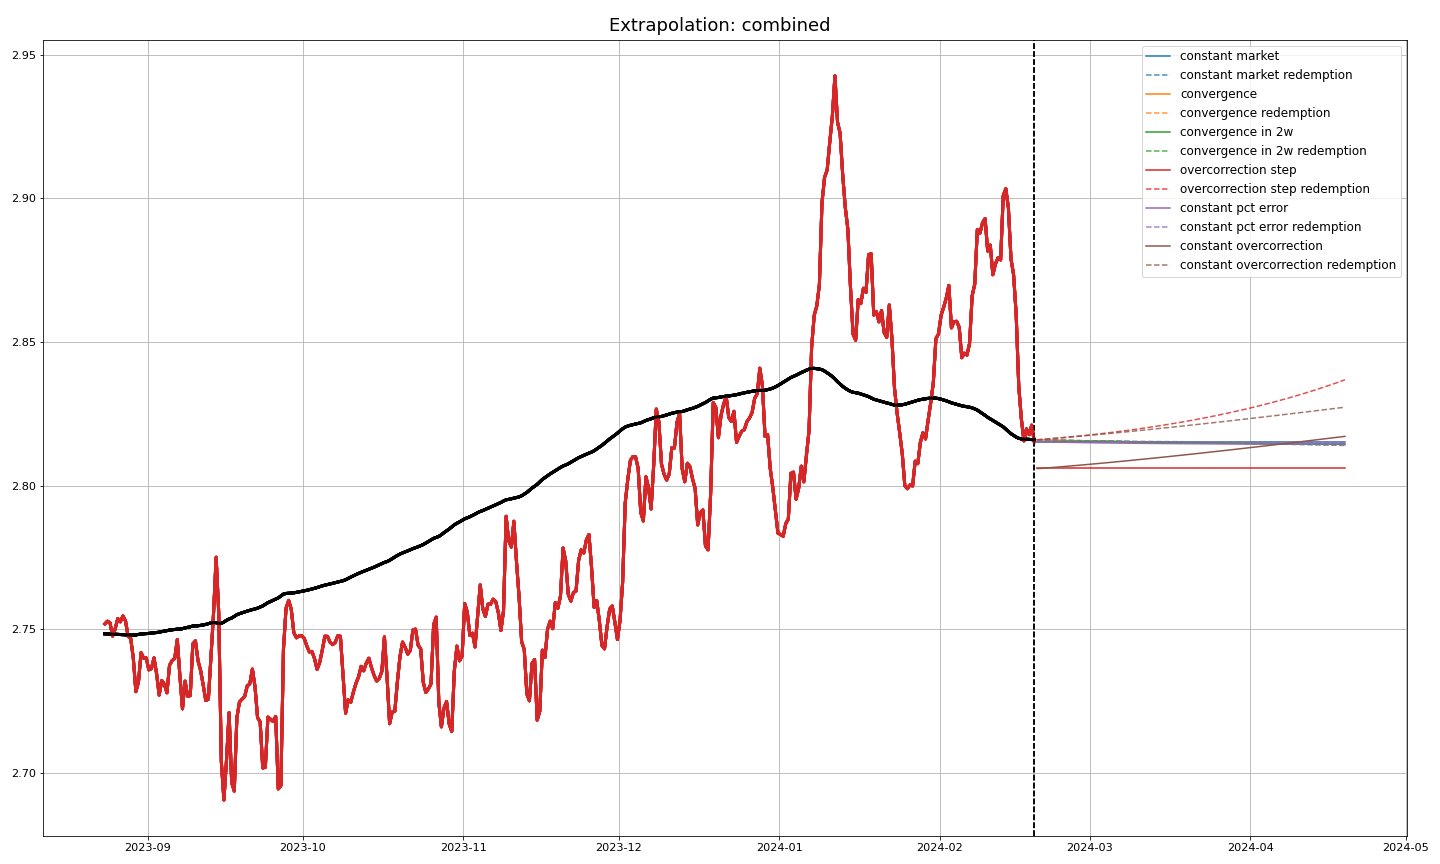 Extrapolation: combined
2.95
2.90
2.85
2.80
2.75
2.70
constant market
constant market redemption
convergence
convergence redemption
convergence in 2w
convergence in 2w redemption
overcorrection step
overcorrection step redemption
constant pct error
constant pct error redemption
constant overcorrection
constant overcorrection redemption
2023-09 2023-10 2023-11 2023-12 2024-01 2024-02 2024-03 2024-04 2024-05